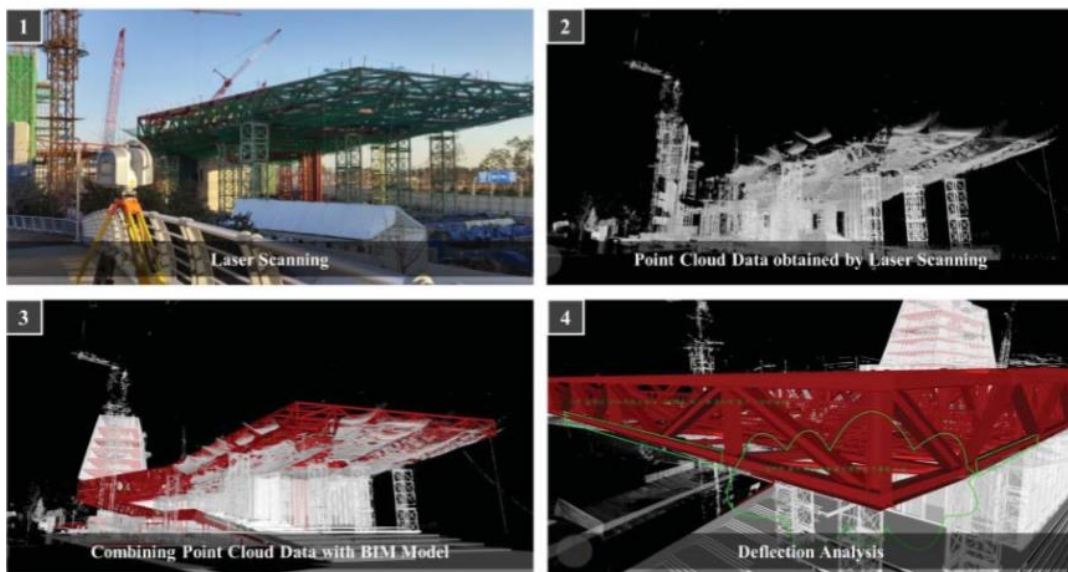 1
Laser Scanning
2
Point Cloud Data obtained by Laser Scanning
3
Combining Point Cloud Data with BIM Model
4
Deflection Analysis